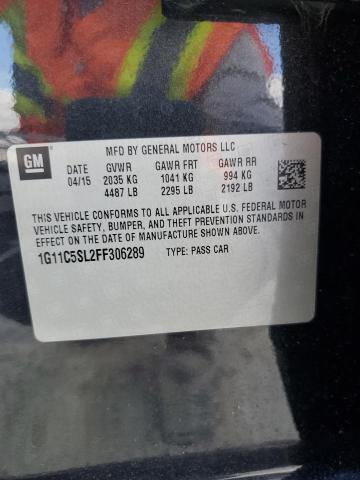 GM
MFD BY GENERAL MOTORS LLC
DATE GVWR GAWR FRT GAWR RR
04/15 2035 KG 1041 KG 994 KG
4487 LB 2295 LB 2192 LB
THIS VEHICLE CONFORMS TO ALL APPLICABLE U.S. FEDERAL MOTOR
VEHICLE SAFETY, BUMPER, AND THEFT PREVENTION STANDARDS
IN EFFECT ON THE DATE OF MANUFACTURE SHOWN ABOVE.
1G11C5SL2FF306289 TYPE: PASS CAR